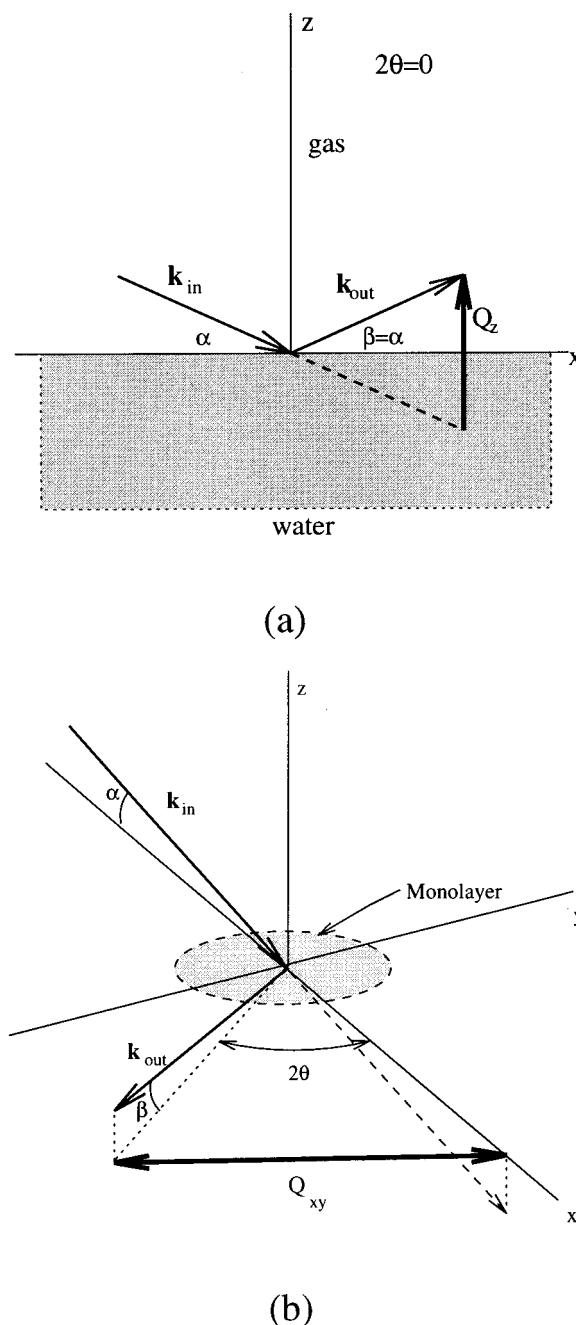 z
2θ=0
gas
k in
k out
α
β=α
Q z
x
water
(a)
z
α
k in
Monolayer
y
k out
2θ
β
Q xy
x
(b)